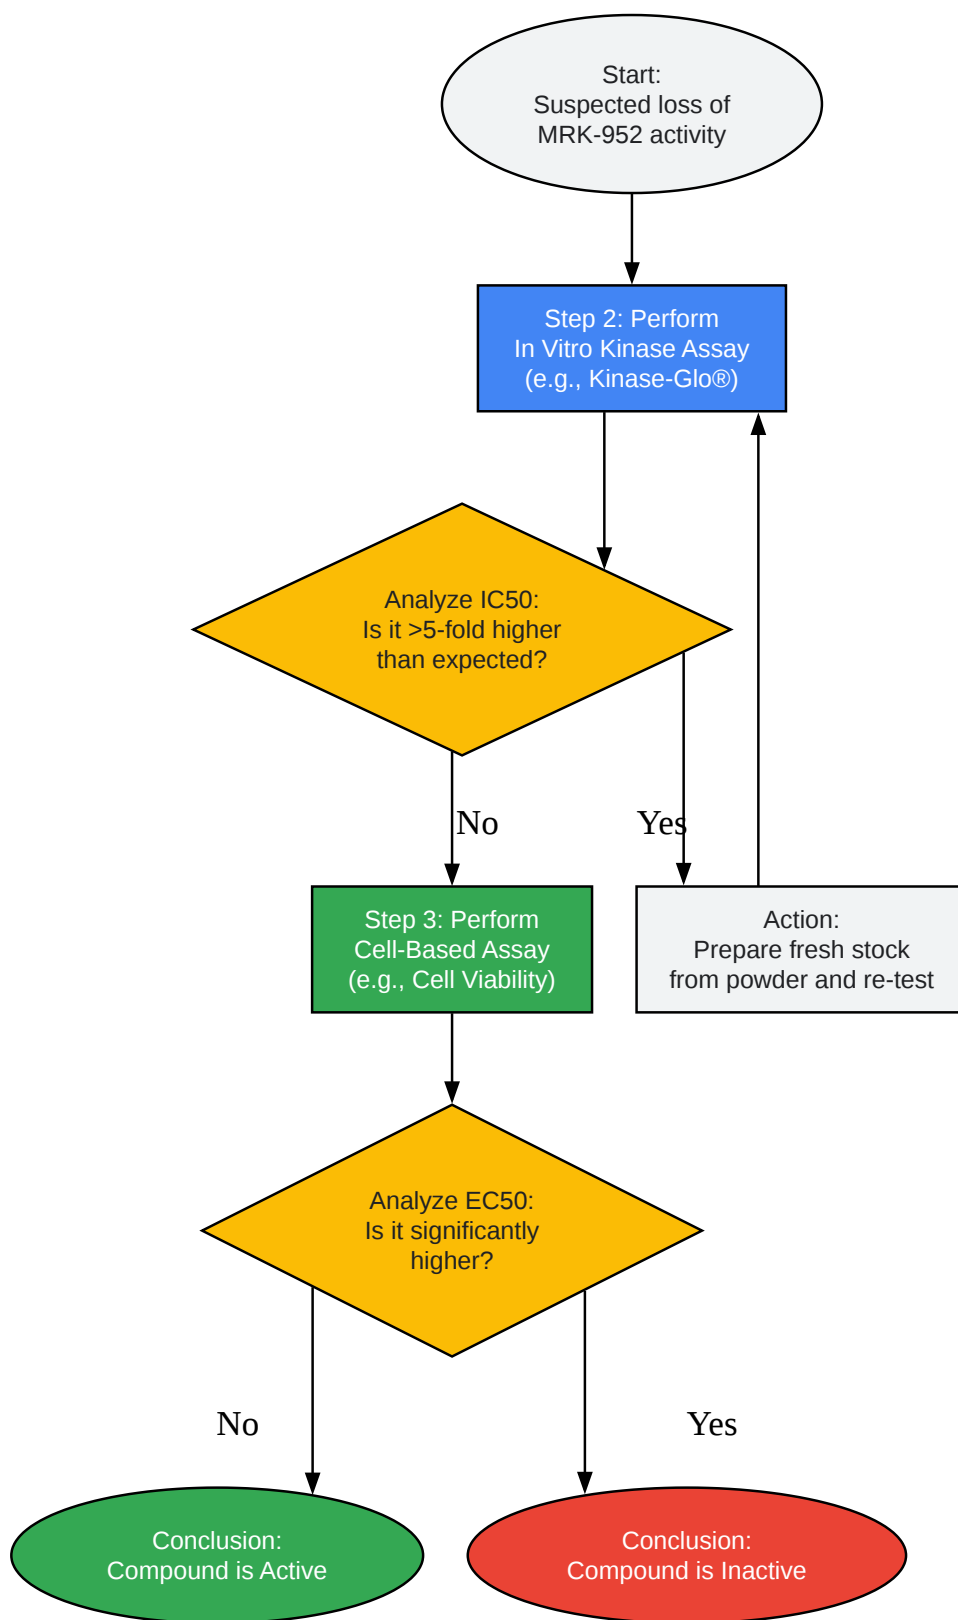 Start:
Suspected loss of
MRK-952 activity
Step 2: Perform
In Vitro Kinase Assay
(e.g., Kinase-Glo®)
Analyze IC50:
Is it >5-fold higher
than expected?
No
Yes
Step 3: Perform
Cell-Based Assay
(e.g., Cell Viability)
Action:
Prepare fresh stock
from powder and re-test
Analyze EC50:
Is it significantly
higher?
No
Yes
Conclusion:
Compound is Active
Conclusion:
Compound is Inactive